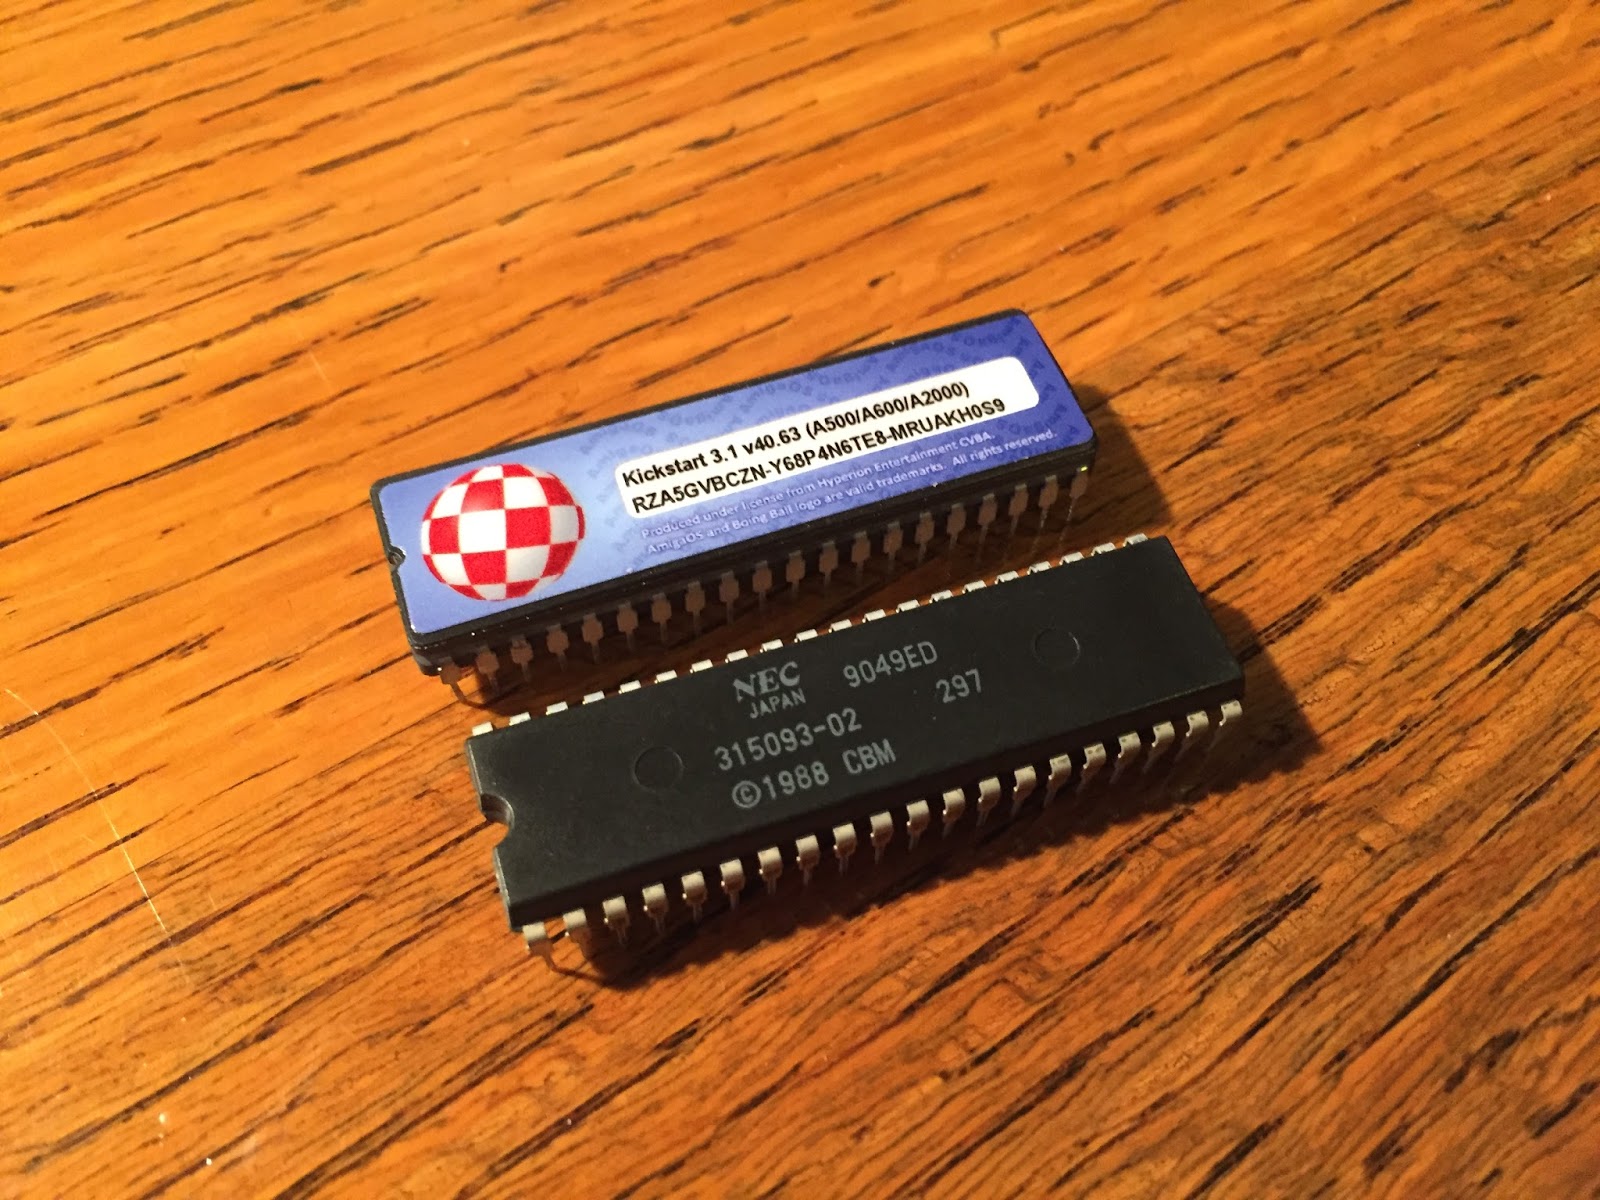 Kickstart 3.1 v40.63 (A500/A600/A2000)
RZA5GVBCZN-Y68P4N6TE8-MRUAKH0S9
Produced under license from Hyperion Entertainment CVBA.
AmigaOS and Boing Ball logo are valid trademarks. All rights reserved.
NEC 9049ED
JAPAN 297
315093-02
©1988 CBM